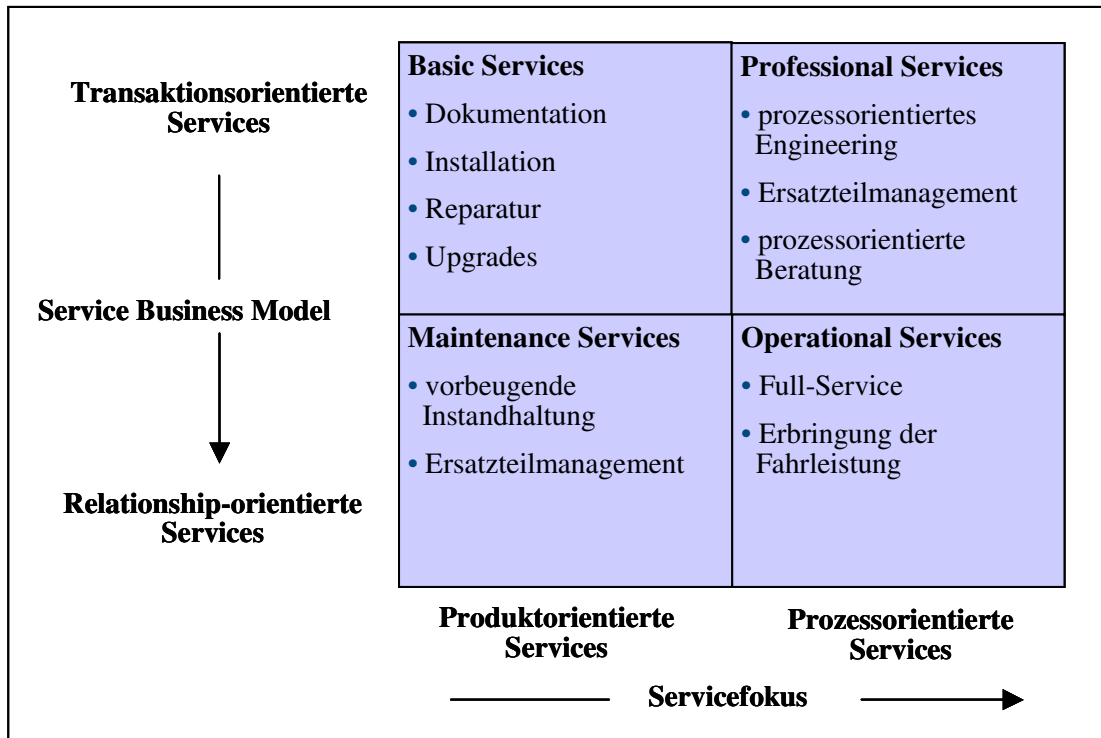 Transaktionsorientierte
Services
Service Business Model
Relationship-orientierte
Services
Basic Services
• Dokumentation
• Installation
• Reparatur
• Upgrades
Professional Services
• prozessorientiertes
Engineering
• Ersatzteilmanagement
• prozessorientierte
Beratung
Maintenance Services
• vorbeugende
Instandhaltung
• Ersatzteilmanagement
Operational Services
• Full-Service
• Erbringung der
Fahrleistung
Produktorientierte
Services
Prozessorientierte
Services
Servicefokus